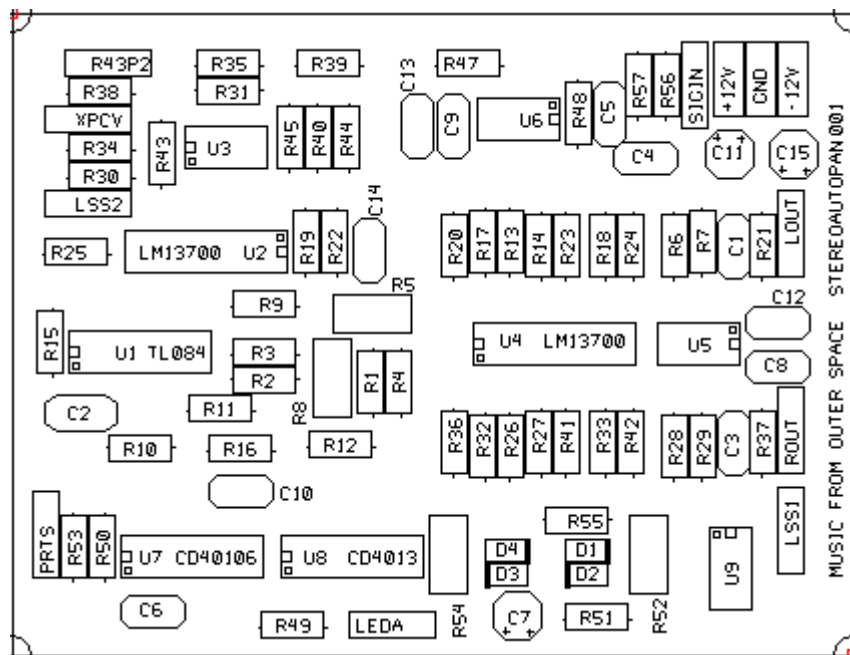 R43P2 R35 R39 C13 R47 R57 R56 SIGIN +12V GND -12V
R38 R31
XPCV R43 U3 R45 R40 R44 C9 U6 R48 C5
R34 C4 C11 C15
R30
LSS2 C14
R25 LM13700 U2 R19 R22 R20 R17 R13 R14 R23 R18 R24 R6 R7 C1 R21 LOUT
R5
R9 C12
R15 U1 TL084 R3 U4 LM13700 U5
R2 R1 R4 C8
C2 R11 R8
R10 R16 R12 R36 R32 R26 R27 R41 R33 R42 R28 R29 C3 R37 ROUT
C10
PRTS R53 R50 U7 CD40106 U8 CD4013 R55 LSS1
D4 D1
D3 D2 U9
C6 R49 LEDA R54 C7 R51 R52
MUSIC FROM OUTER SPACE STEREOAUTOPAN001